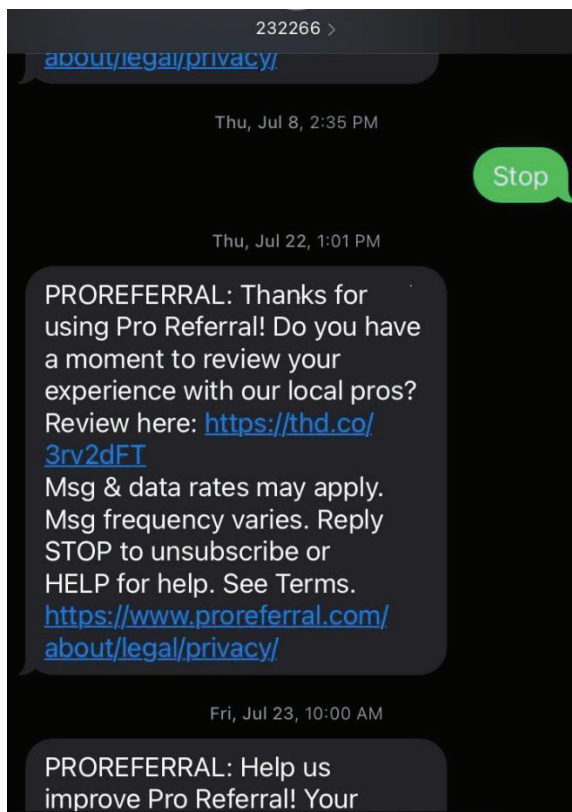 232266 >
about/legal/privacy/
Thu, Jul 8, 2:35 PM
Stop
Thu, Jul 22, 1:01 PM
PROREFERRAL: Thanks for
using Pro Referral! Do you have
a moment to review your
experience with our local pros?
Review here: https://thd.co/
3rv2dFT
Msg & data rates may apply.
Msg frequency varies. Reply
STOP to unsubscribe or
HELP for help. See Terms.
https://www.proreferral.com/
about/legal/privacy/
Fri, Jul 23, 10:00 AM
PROREFERRAL: Help us
improve Pro Referral! Your